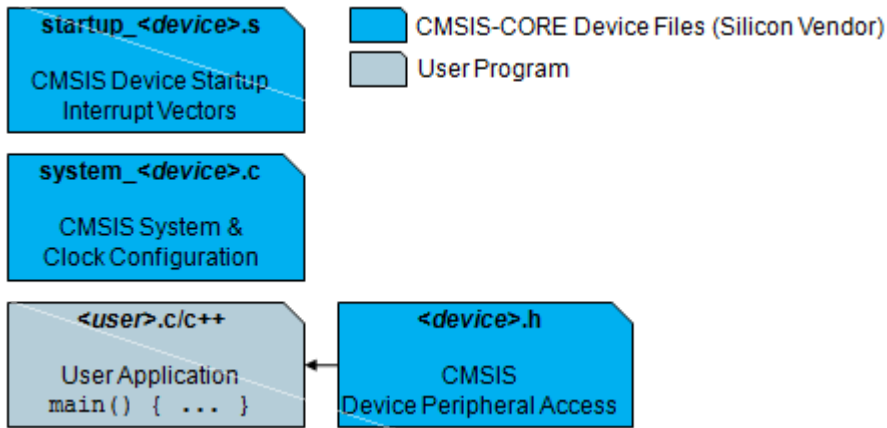 startup_<device>.s
CMSIS Device Startup
Interrupt Vectors
CMSIS-CORE Device Files (Silicon Vendor)
User Program
system_<device>.c
CMSIS System &
Clock Configuration
<user>.c/c++
User Application
main() { ... }
<device>.h
CMSIS
Device Peripheral Access